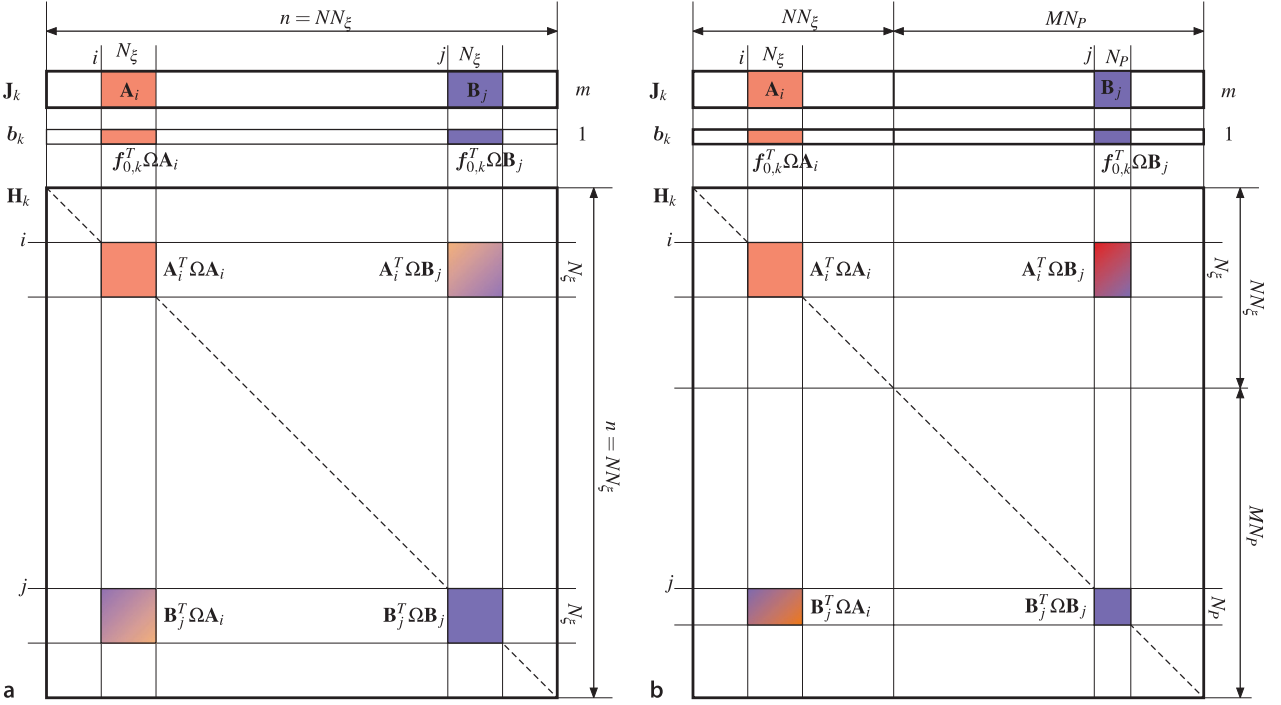 n = NN_ξ
i N_ξ j N_ξ
J_k A_i B_j m
b_k 1
f_{0,k}^T ΩA_i f_{0,k}^T ΩB_j
H_k
i A_i^T ΩA_i A_i^T ΩB_j N_ξ
n = NN_ξ
j B_j^T ΩA_i B_j^T ΩB_j N_ξ
a
NN_ξ MN_P
i N_ξ j N_P
J_k A_i B_j m
b_k 1
f_{0,k}^T ΩA_i f_{0,k}^T ΩB_j
H_k
i A_i^T ΩA_i A_i^T ΩB_j N_ξ
NN_ξ
MN_P
j B_j^T ΩA_i B_j^T ΩB_j N_P
b